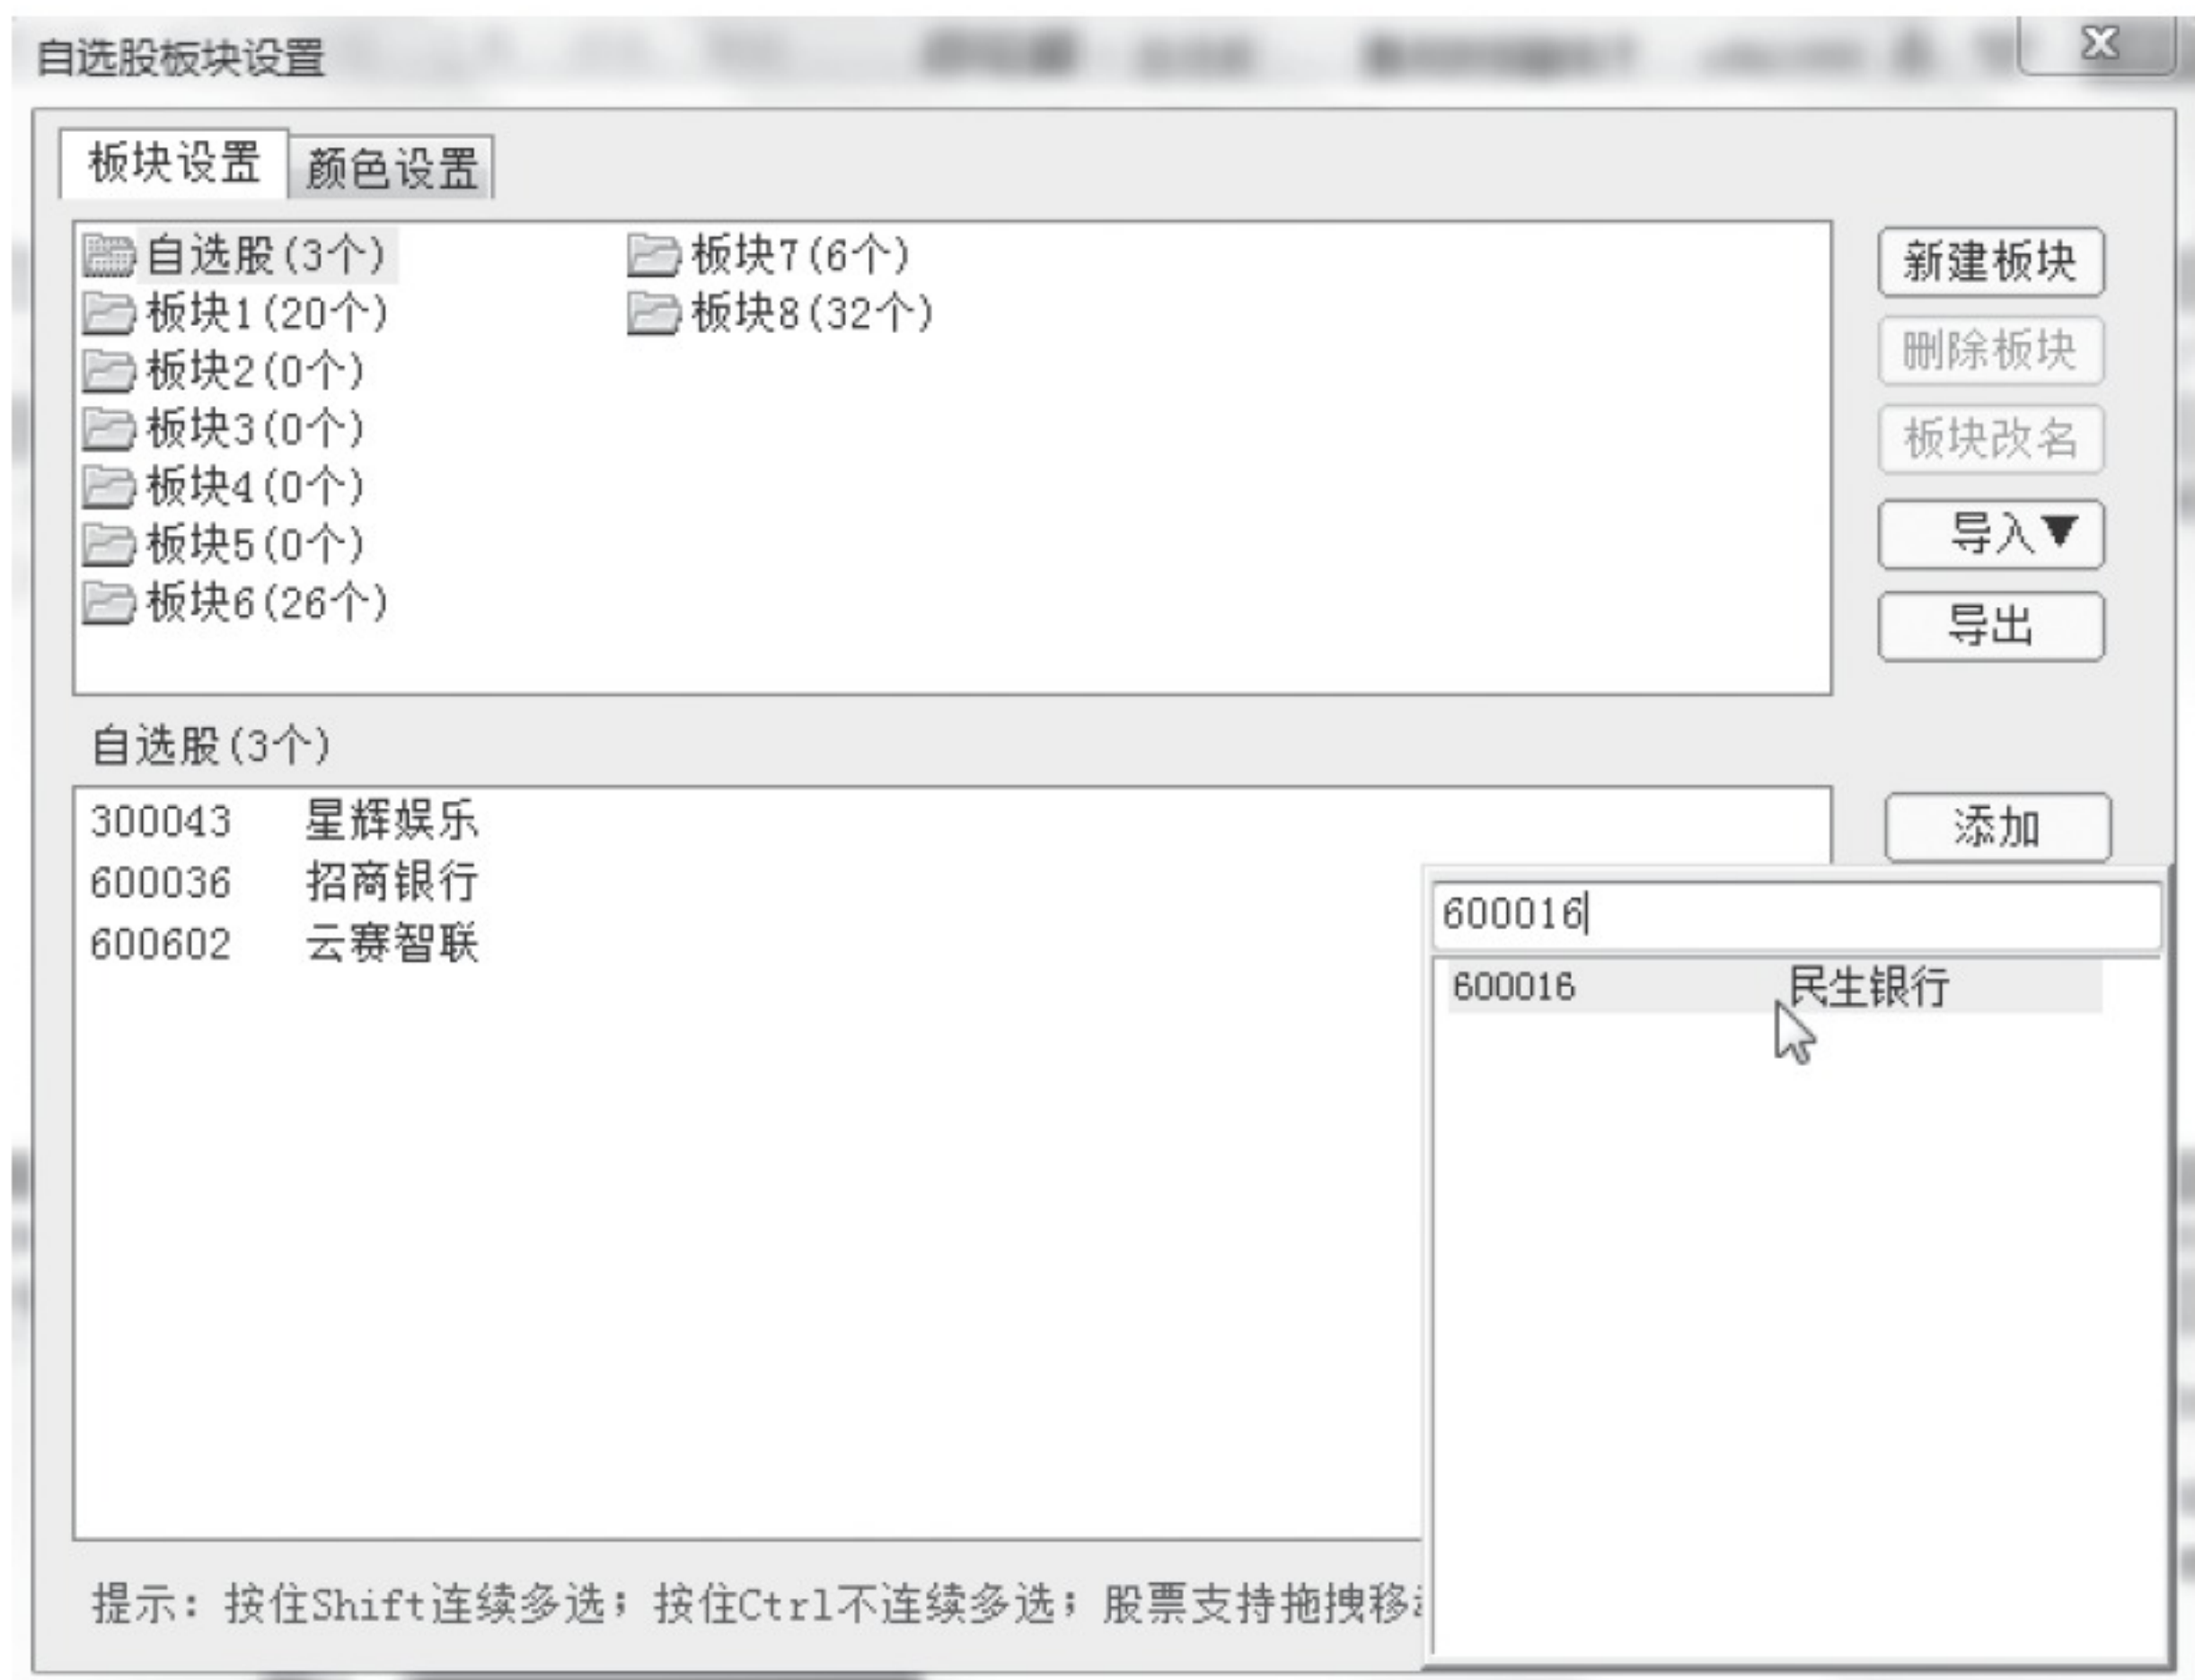 自选股板块设置
板块设置 颜色设置
自选股(3个) 板块7(6个) 新建板块
板块1(20个) 板块8(32个)
板块2(0个) 删除板块
板块3(0个) 板块改名
板块4(0个)
板块5(0个) 导入▼
板块6(26个) 导出
自选股(3个)
300043 星辉娱乐 添加
600036 招商银行
600016
600602 云赛智联
600016 民生银行
提示：按住Shift连续多选；按住Ctrl不连续多选；股票支持拖拽移